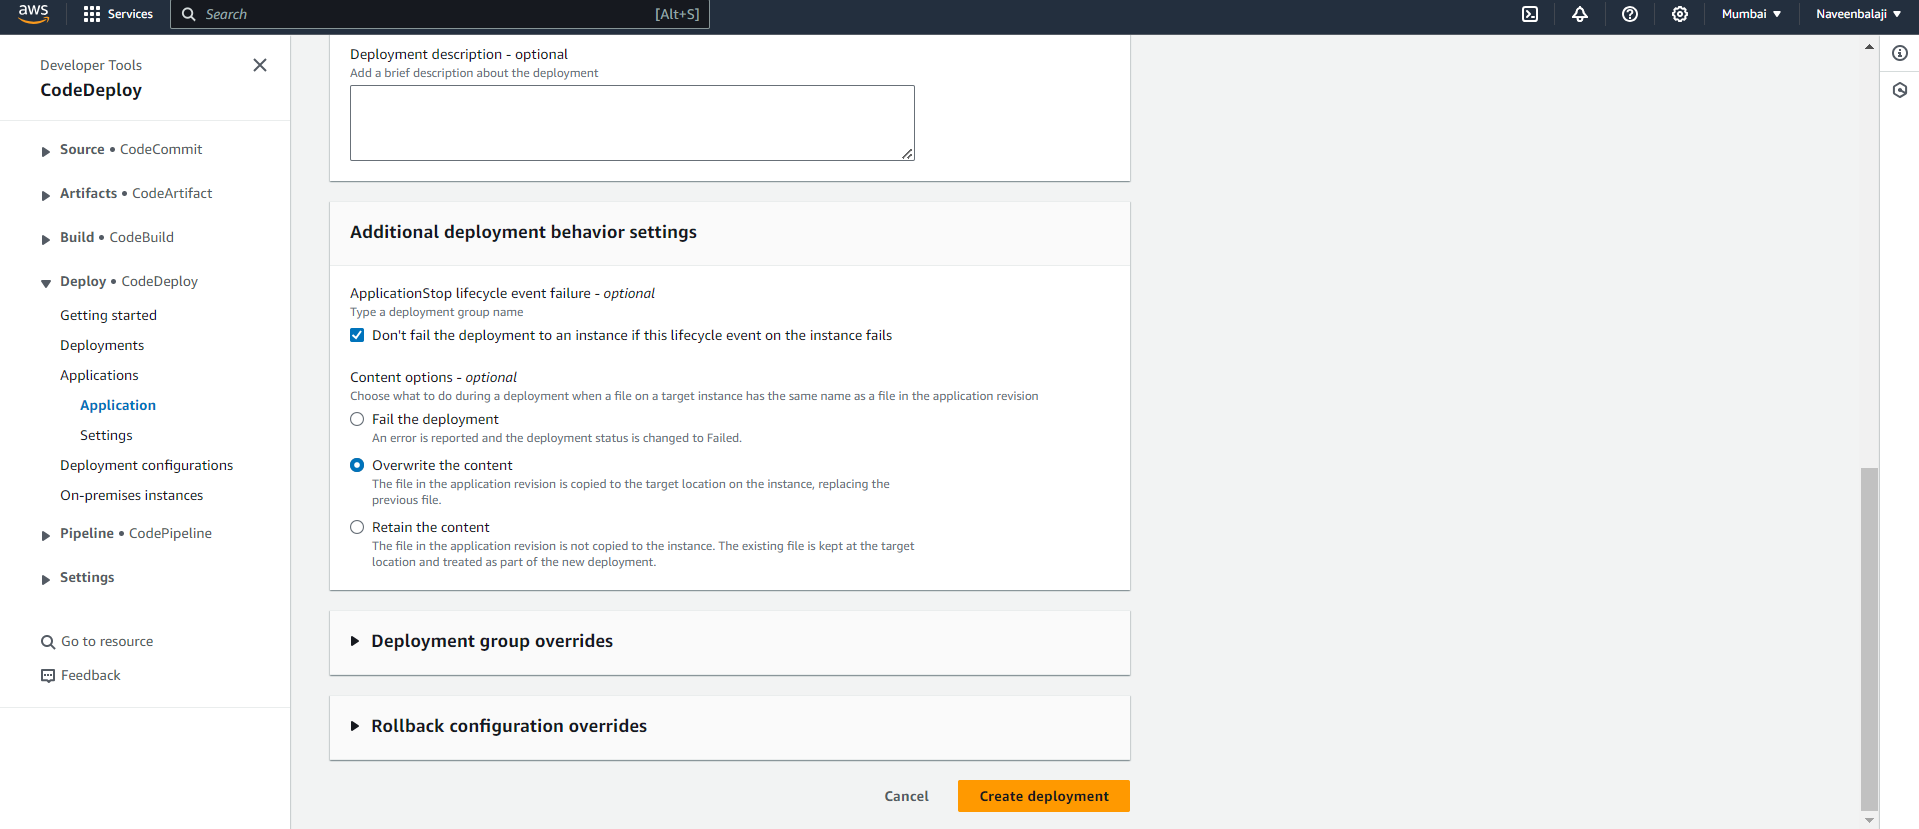 aws
Services
Search
[Alt+S]
Mumbai
Naveenbalaji
Developer Tools
CodeDeploy
Source • CodeCommit
Artifacts • CodeArtifact
Build • CodeBuild
Deploy • CodeDeploy
Getting started
Deployments
Applications
Application
Settings
Deployment configurations
On-premises instances
Pipeline • CodePipeline
Settings
Go to resource
Feedback
Deployment description - optional
Add a brief description about the deployment
Additional deployment behavior settings
ApplicationStop lifecycle event failure - optional
Type a deployment group name
Don't fail the deployment to an instance if this lifecycle event on the instance fails
Content options - optional
Choose what to do during a deployment when a file on a target instance has the same name as a file in the application revision
Fail the deployment
An error is reported and the deployment status is changed to Failed.
Overwrite the content
The file in the application revision is copied to the target location on the instance, replacing the
previous file.
Retain the content
The file in the application revision is not copied to the instance. The existing file is kept at the target
location and treated as part of the new deployment.
Deployment group overrides
Rollback configuration overrides
Cancel
Create deployment